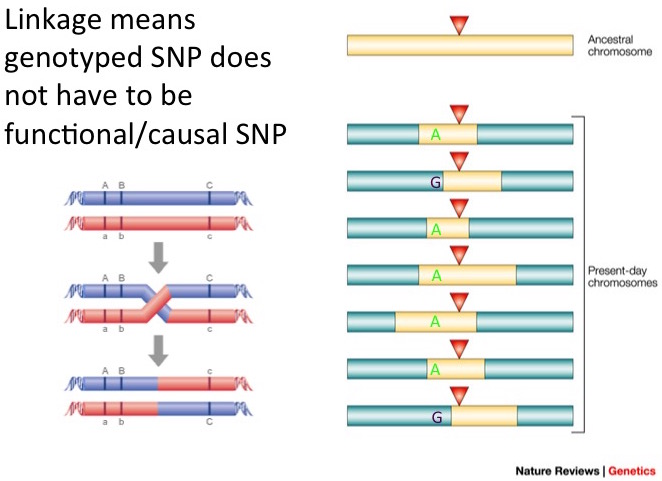 Linkage means
genotyped SNP does
not have to be
functional/causal SNP
A B C
a b c
A B C
a b c
A B c
a b C
Ancestral
chromosome
A
G
A
A
A
A
G
Present-day
chromosomes
Nature Reviews | Genetics